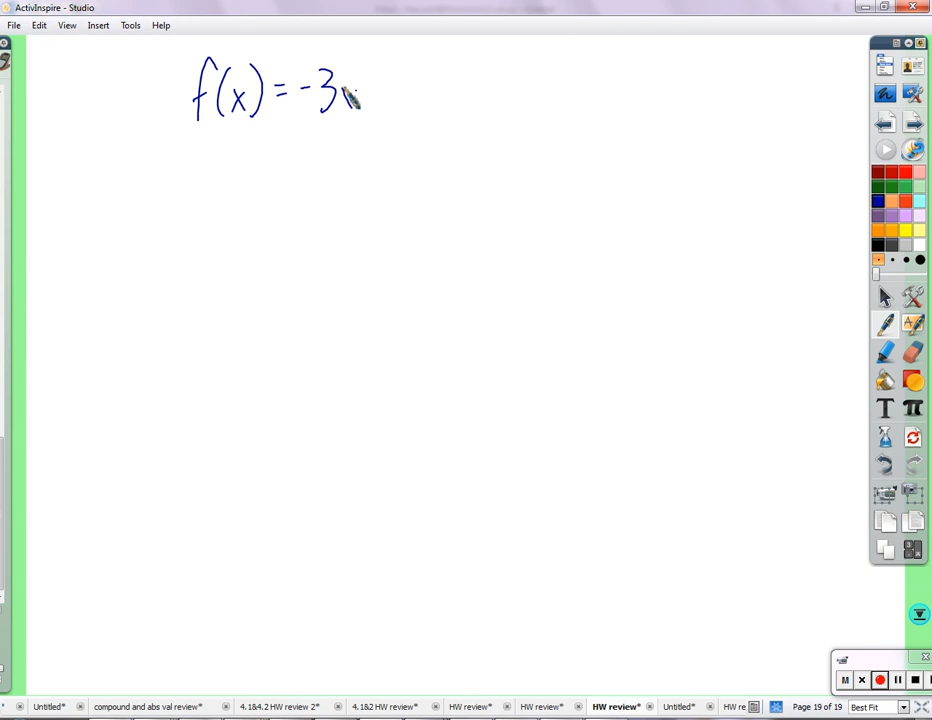 ActivInspire - Studio
File Edit View Insert Tools Help
f(x) = -3
Untitled* compound and abs val review* 4.1&4.2 HW review 2* 4.1&2 HW review* HW review* HW review* HW review* Untitled* HW re Page 19 of 19 Best Fit
M